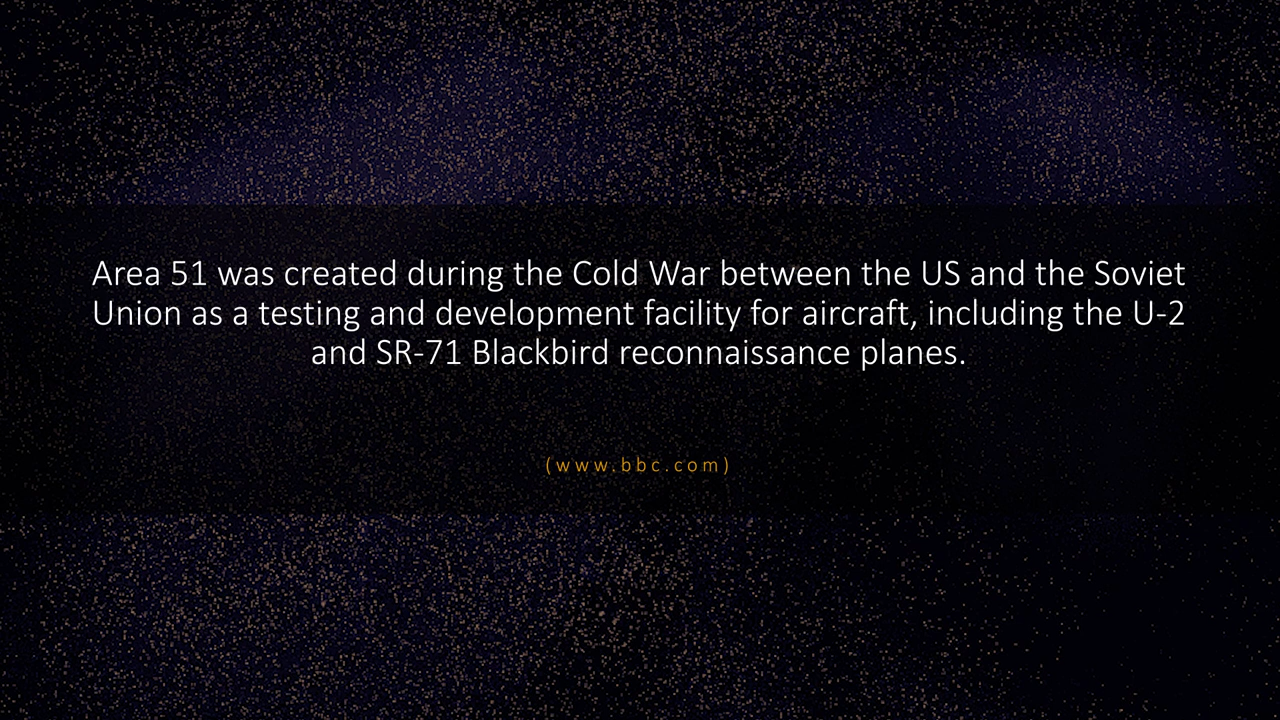 Area 51 was created during the Cold War between the US and the Soviet
Union as a testing and development facility for aircraft, including the U-2
and SR-71 Blackbird reconnaissance planes.
(www.bbc.com)